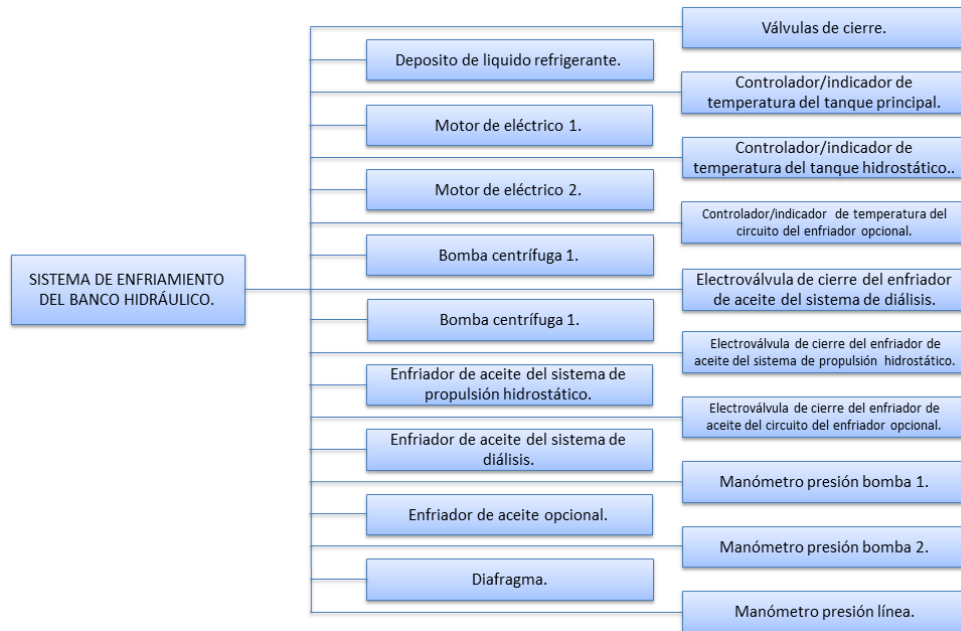 SISTEMA DE ENFRIAMIENTO
DEL BANCO HIDRÁULICO.
Deposito de liquido refrigerante.
Motor de eléctrico 1.
Motor de eléctrico 2.
Bomba centrífuga 1.
Bomba centrífuga 1.
Enfriador de aceite del sistema de
propulsión hidrostático.
Enfriador de aceite del sistema de
diálisis.
Enfriador de aceite opcional.
Diafragma.
Válvulas de cierre.
Controlador/indicador de
temperatura del tanque principal.
Controlador/indicador de
temperatura del tanque hidrostático..
Controlador/indicador de temperatura del
circuito del enfriador opcional.
Electroválvula de cierre del enfriador
de aceite del sistema de diálisis.
Electroválvula de cierre del enfriador de
aceite del sistema de propulsión hidrostático.
Electroválvula de cierre del enfriador de
aceite del circuito del enfriador opcional.
Manómetro presión bomba 1.
Manómetro presión bomba 2.
Manómetro presión línea.